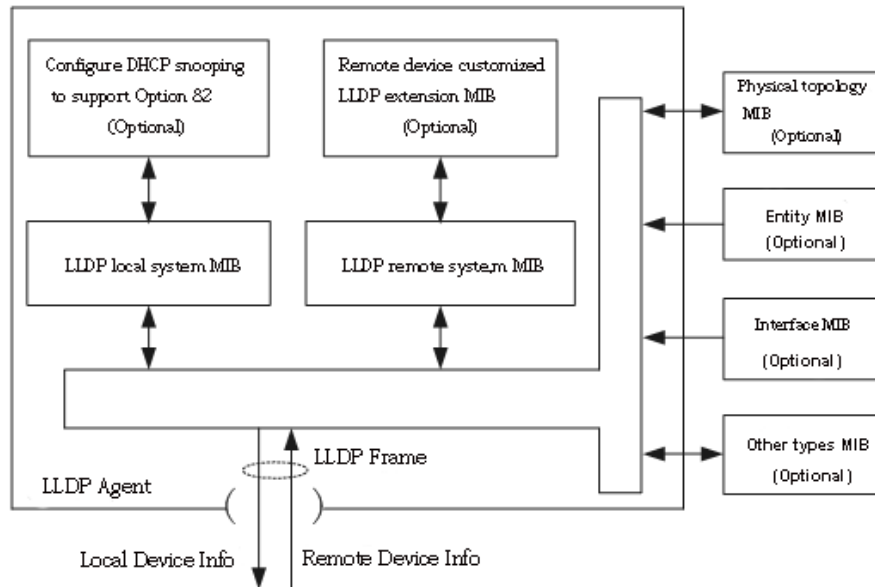 Configure DHCP snooping
to support Option 82
(Optional)
Remote device customized
LLDP extension MIB
(Optional)
Physical topology
MIB
(Optional)
LLDP local system MIB
LLDP remote syste,m MIB
Entity MIB
(Optional)
Interface MIB
(Optional)
Other types MIB
(Optional)
LLDP Frame
LLDP Agent
Local Device Info
Remote Device Info